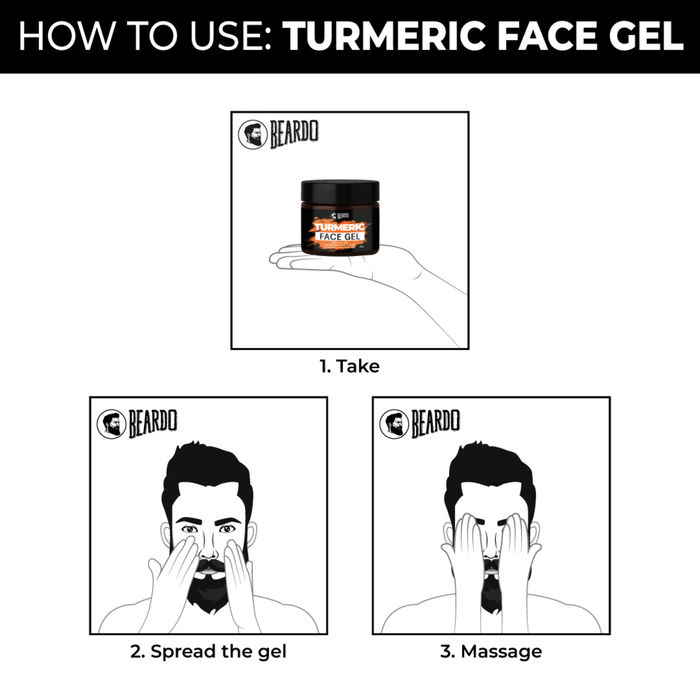 HOW TO USE: TURMERIC FACE GEL
BEARDO
BEARDO
TURMERIC
FACE GEL
1. Take
BEARDO
BEARDO
2. Spread the gel
3. Massage